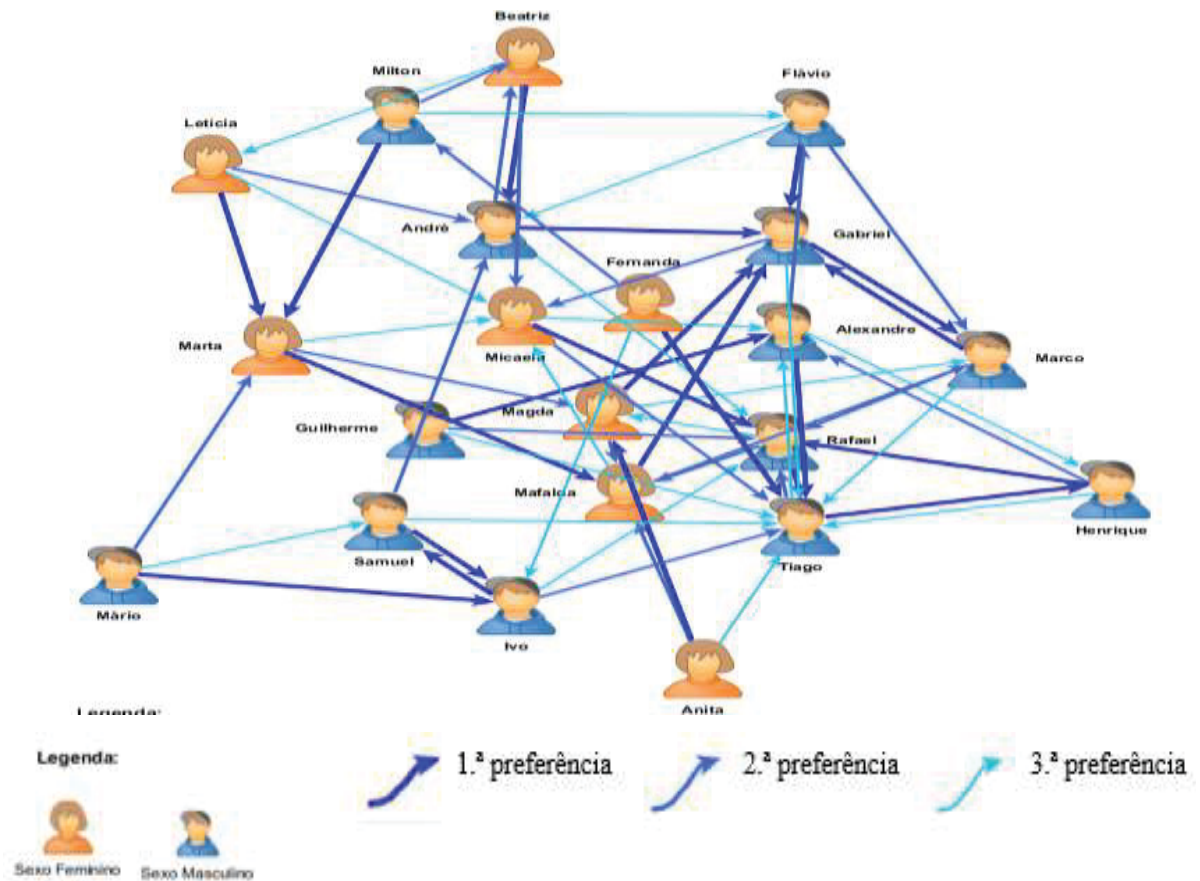 Beatriz
Milton
Flávio
Letícia
André
Gabriel
Fernanda
Alexandre
Marta
Micaela
Marco
Magda
Guilherme
Rafael
Mafalda
Henrique
Samuel
Tiago
Mário
Ivo
Anita
Legenda:
Legenda:
1.ª preferência
2.ª preferência
3.ª preferência
Sexo Feminino
Sexo Masculino